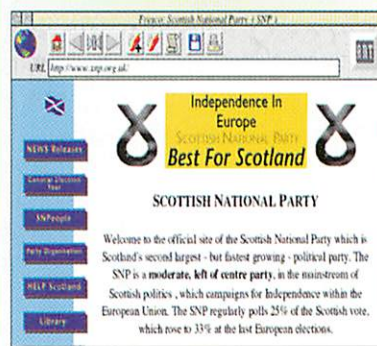 Fresco: Scottish National Party ( SNP )
URL http://www.snp.org.uk/
Independence In
Europe
SCOTTISH NATIONAL PARTY
Best For Scotland
NEWS Releases
General Election
Year
SNPeople
Party Organisation
HELP Scotland
Library
SCOTTISH NATIONAL PARTY
Welcome to the official site of the Scottish National Party which is
Scotland's second largest - but fastest growing - political party. The
SNP is a moderate, left of centre party, in the mainstream of
Scottish politics , which campaigns for Independence within the
European Union. The SNP regularly polls 25% of the Scottish vote,
which rose to 33% at the last European elections.